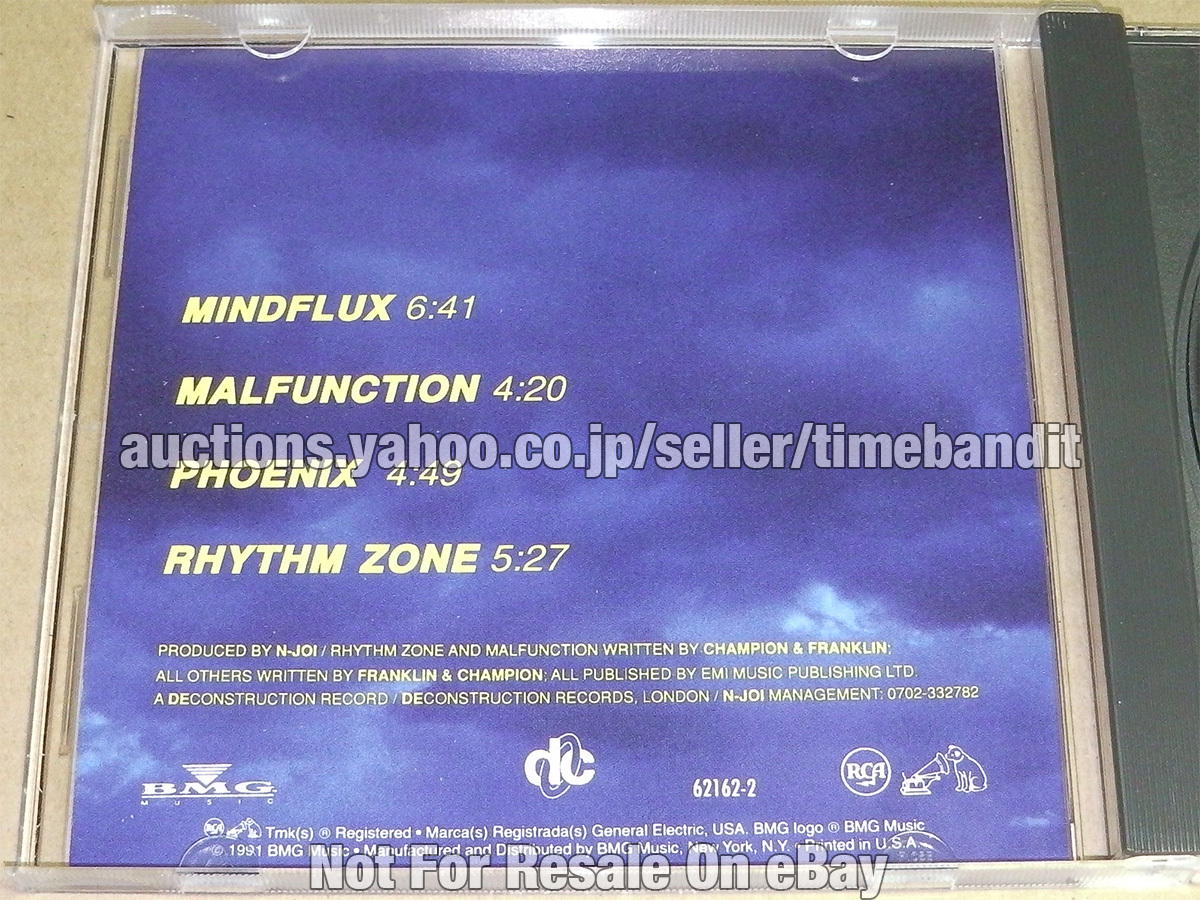 MINDFLUX 6:41
MALFUNCTION 4:20
auctions.yahoo.co.jp/seller/timebandit
PHOENIX 4:49
RHYTHM ZONE 5:27
PRODUCED BY N-JOI / RHYTHM ZONE AND MALFUNCTION WRITTEN BY CHAMPION & FRANKLIN;
ALL OTHERS WRITTEN BY FRANKLIN & CHAMPION; ALL PUBLISHED BY EMI MUSIC PUBLISHING LTD.
A DECONSTRUCTION RECORD / DECONSTRUCTION RECORDS, LONDON / N-JOI MANAGEMENT: 0702-332782
BMG
MUSIC
dc
62162-2
RCA
RCA Tmk(s) ® Registered • Marca(s) Registrada(s) General Electric, USA. BMG logo ® BMG Music
© 1991 BMG Music • Manufactured and Distributed by BMG Music, New York, N.Y. • Printed in U.S.A.
Not For Resale On eBay